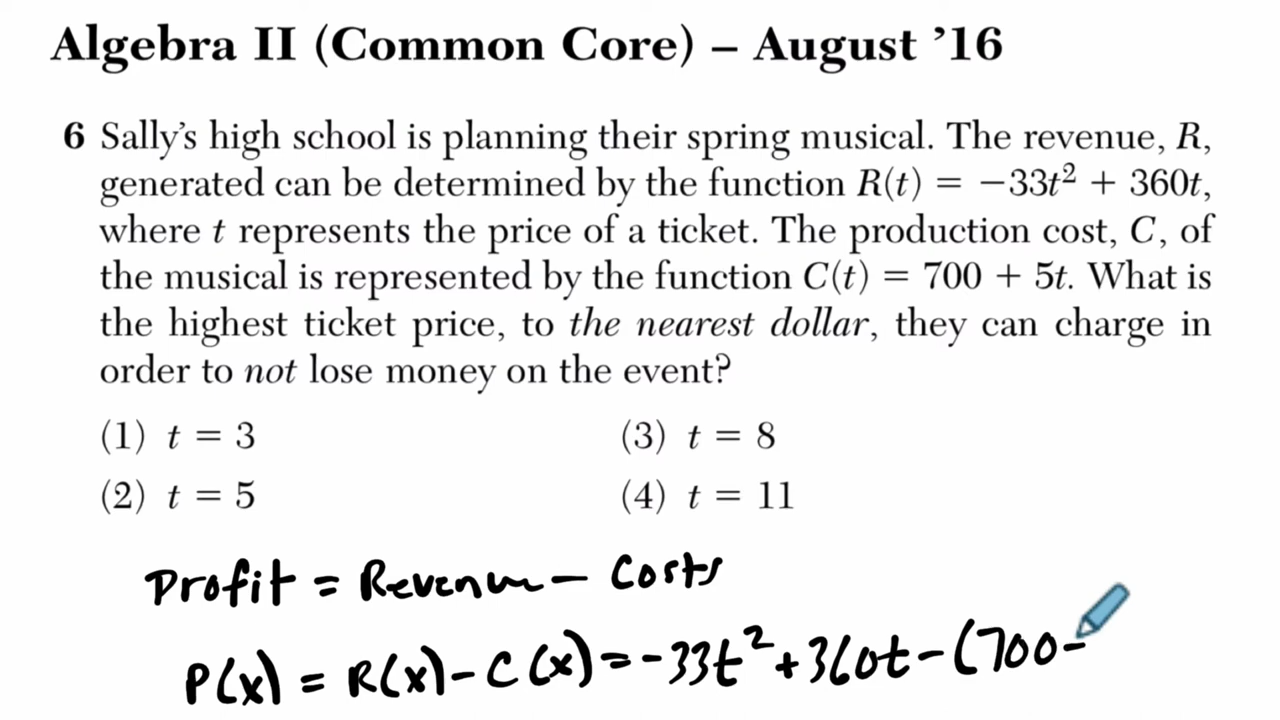 Algebra II (Common Core) – August ’16
6 Sally’s high school is planning their spring musical. The revenue, R,
generated can be determined by the function R(t) = −33t² + 360t,
where t represents the price of a ticket. The production cost, C, of
the musical is represented by the function C(t) = 700 + 5t. What is
the highest ticket price, to the nearest dollar, they can charge in
order to not lose money on the event?
(1) t = 3 (3) t = 8
(2) t = 5 (4) t = 11
Profit = Revenue − Costs
P(x) = R(x) − C(x) = −33t² + 360t − (700